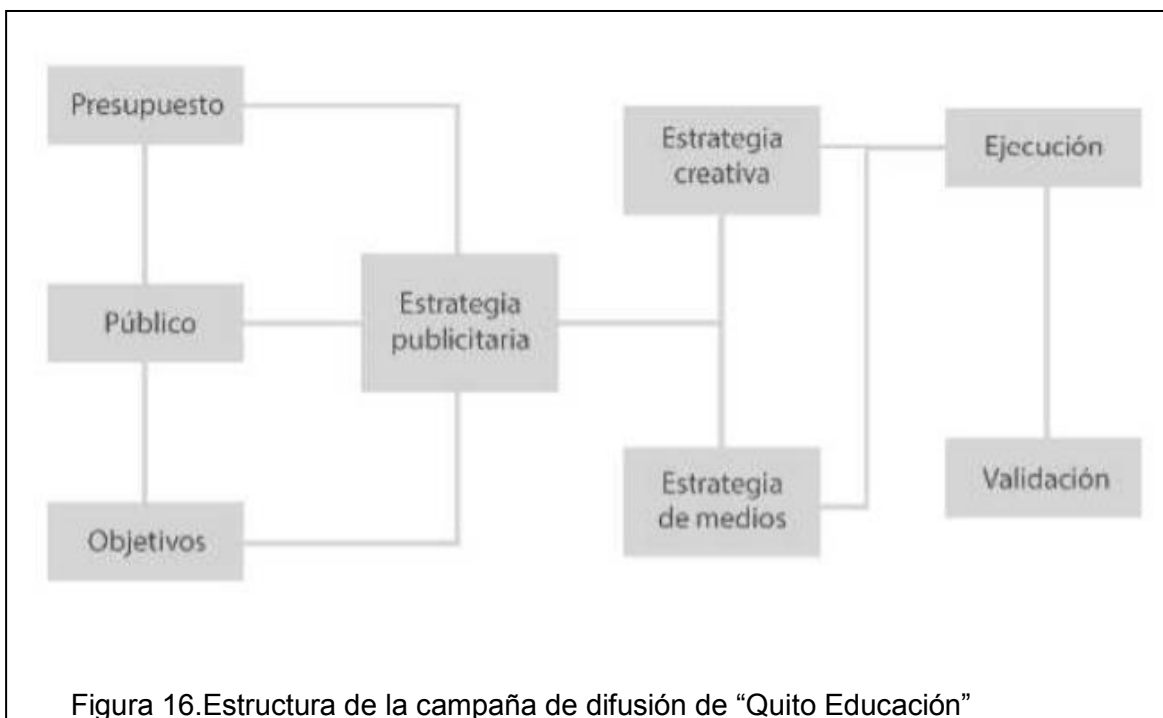 Presupuesto
Público
Objetivos
Estrategia
publicitaria
Estrategia
creativa
Estrategia
de medios
Ejecución
Validación
Figura 16.Estructura de la campaña de difusión de “Quito Educación”